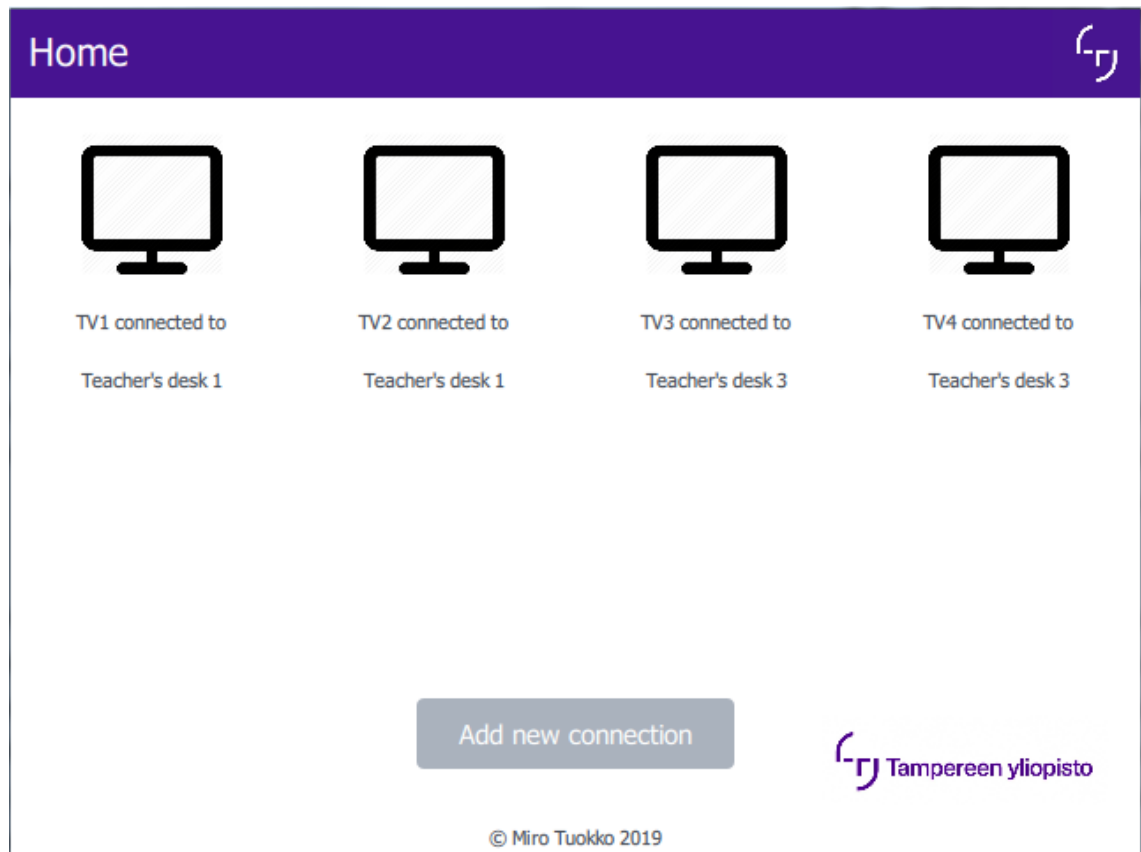 Home
TV1 connected to
Teacher's desk 1
TV2 connected to
Teacher's desk 1
TV3 connected to
Teacher's desk 3
TV4 connected to
Teacher's desk 3
Add new connection
Tampereen yliopisto
© Miro Tuokko 2019